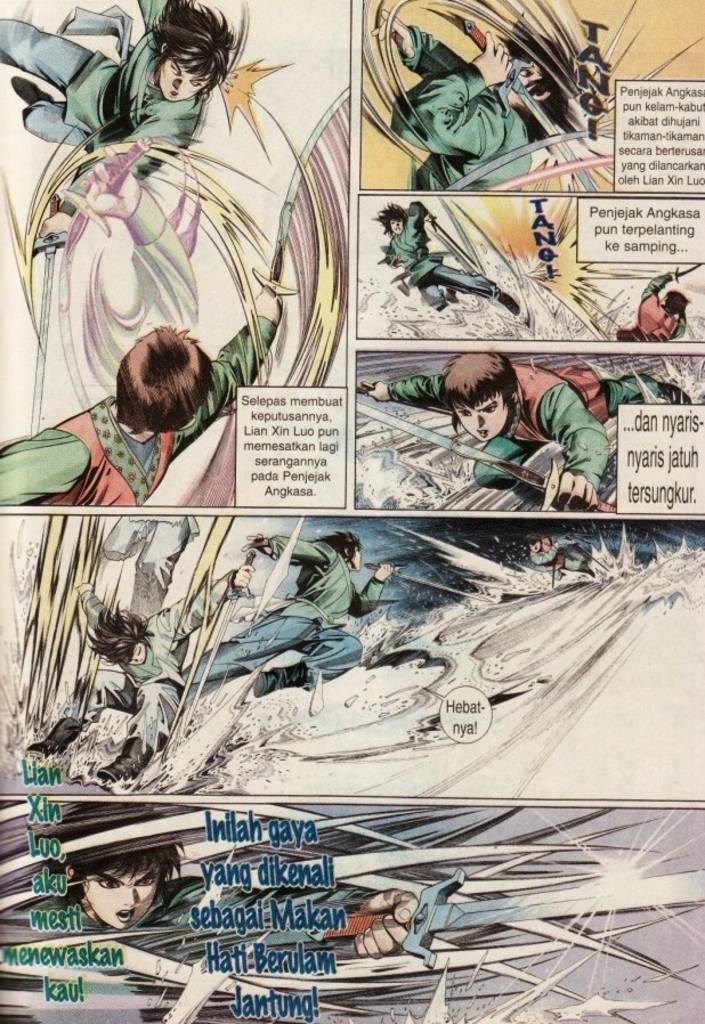 Selepas membuat
keputusannya,
Lian Xin Luo pun
memesatkan lagi
serangannya
pada Penjejak
Angkasa.
TANG!
Penjejak Angkasa
pun kelam-kabut
akibat dihujani
tikaman-tikaman
secara berterusan
yang dilancarkan
oleh Lian Xin Luo
TANG!
Penjejak Angkasa
pun terpelanting
ke samping...
...dan nyaris-
nyaris jatuh
tersungkur.
Hebat-
nya!
Lian
Xin
Luo,
aku
mesti
menewaskan
kau!
Inilah gaya
yang dikenali
sebagai Makan
Hati Berulam
Jantung!